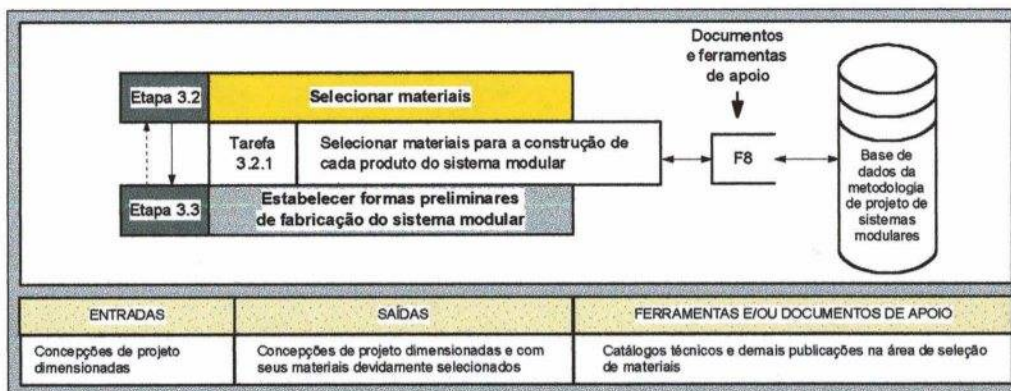 Documentos
e ferramentas
de apoio
Etapa 3.2
Selecionar materiais
Tarefa
3.2.1
Selecionar materiais para a construção de
cada produto do sistema modular
F8
Base de
dados da
metodologia
de projeto de
sistemas
modulares
Etapa 3.3
Estabelecer formas preliminares
de fabricação do sistema modular
ENTRADAS
SAÍDAS
FERRAMENTAS E/OU DOCUMENTOS DE APOIO
Concepções de projeto
dimensionadas
Concepções de projeto dimensionadas e com
seus materiais devidamente selecionados
Catálogos técnicos e demais publicações na área de seleção
de materiais